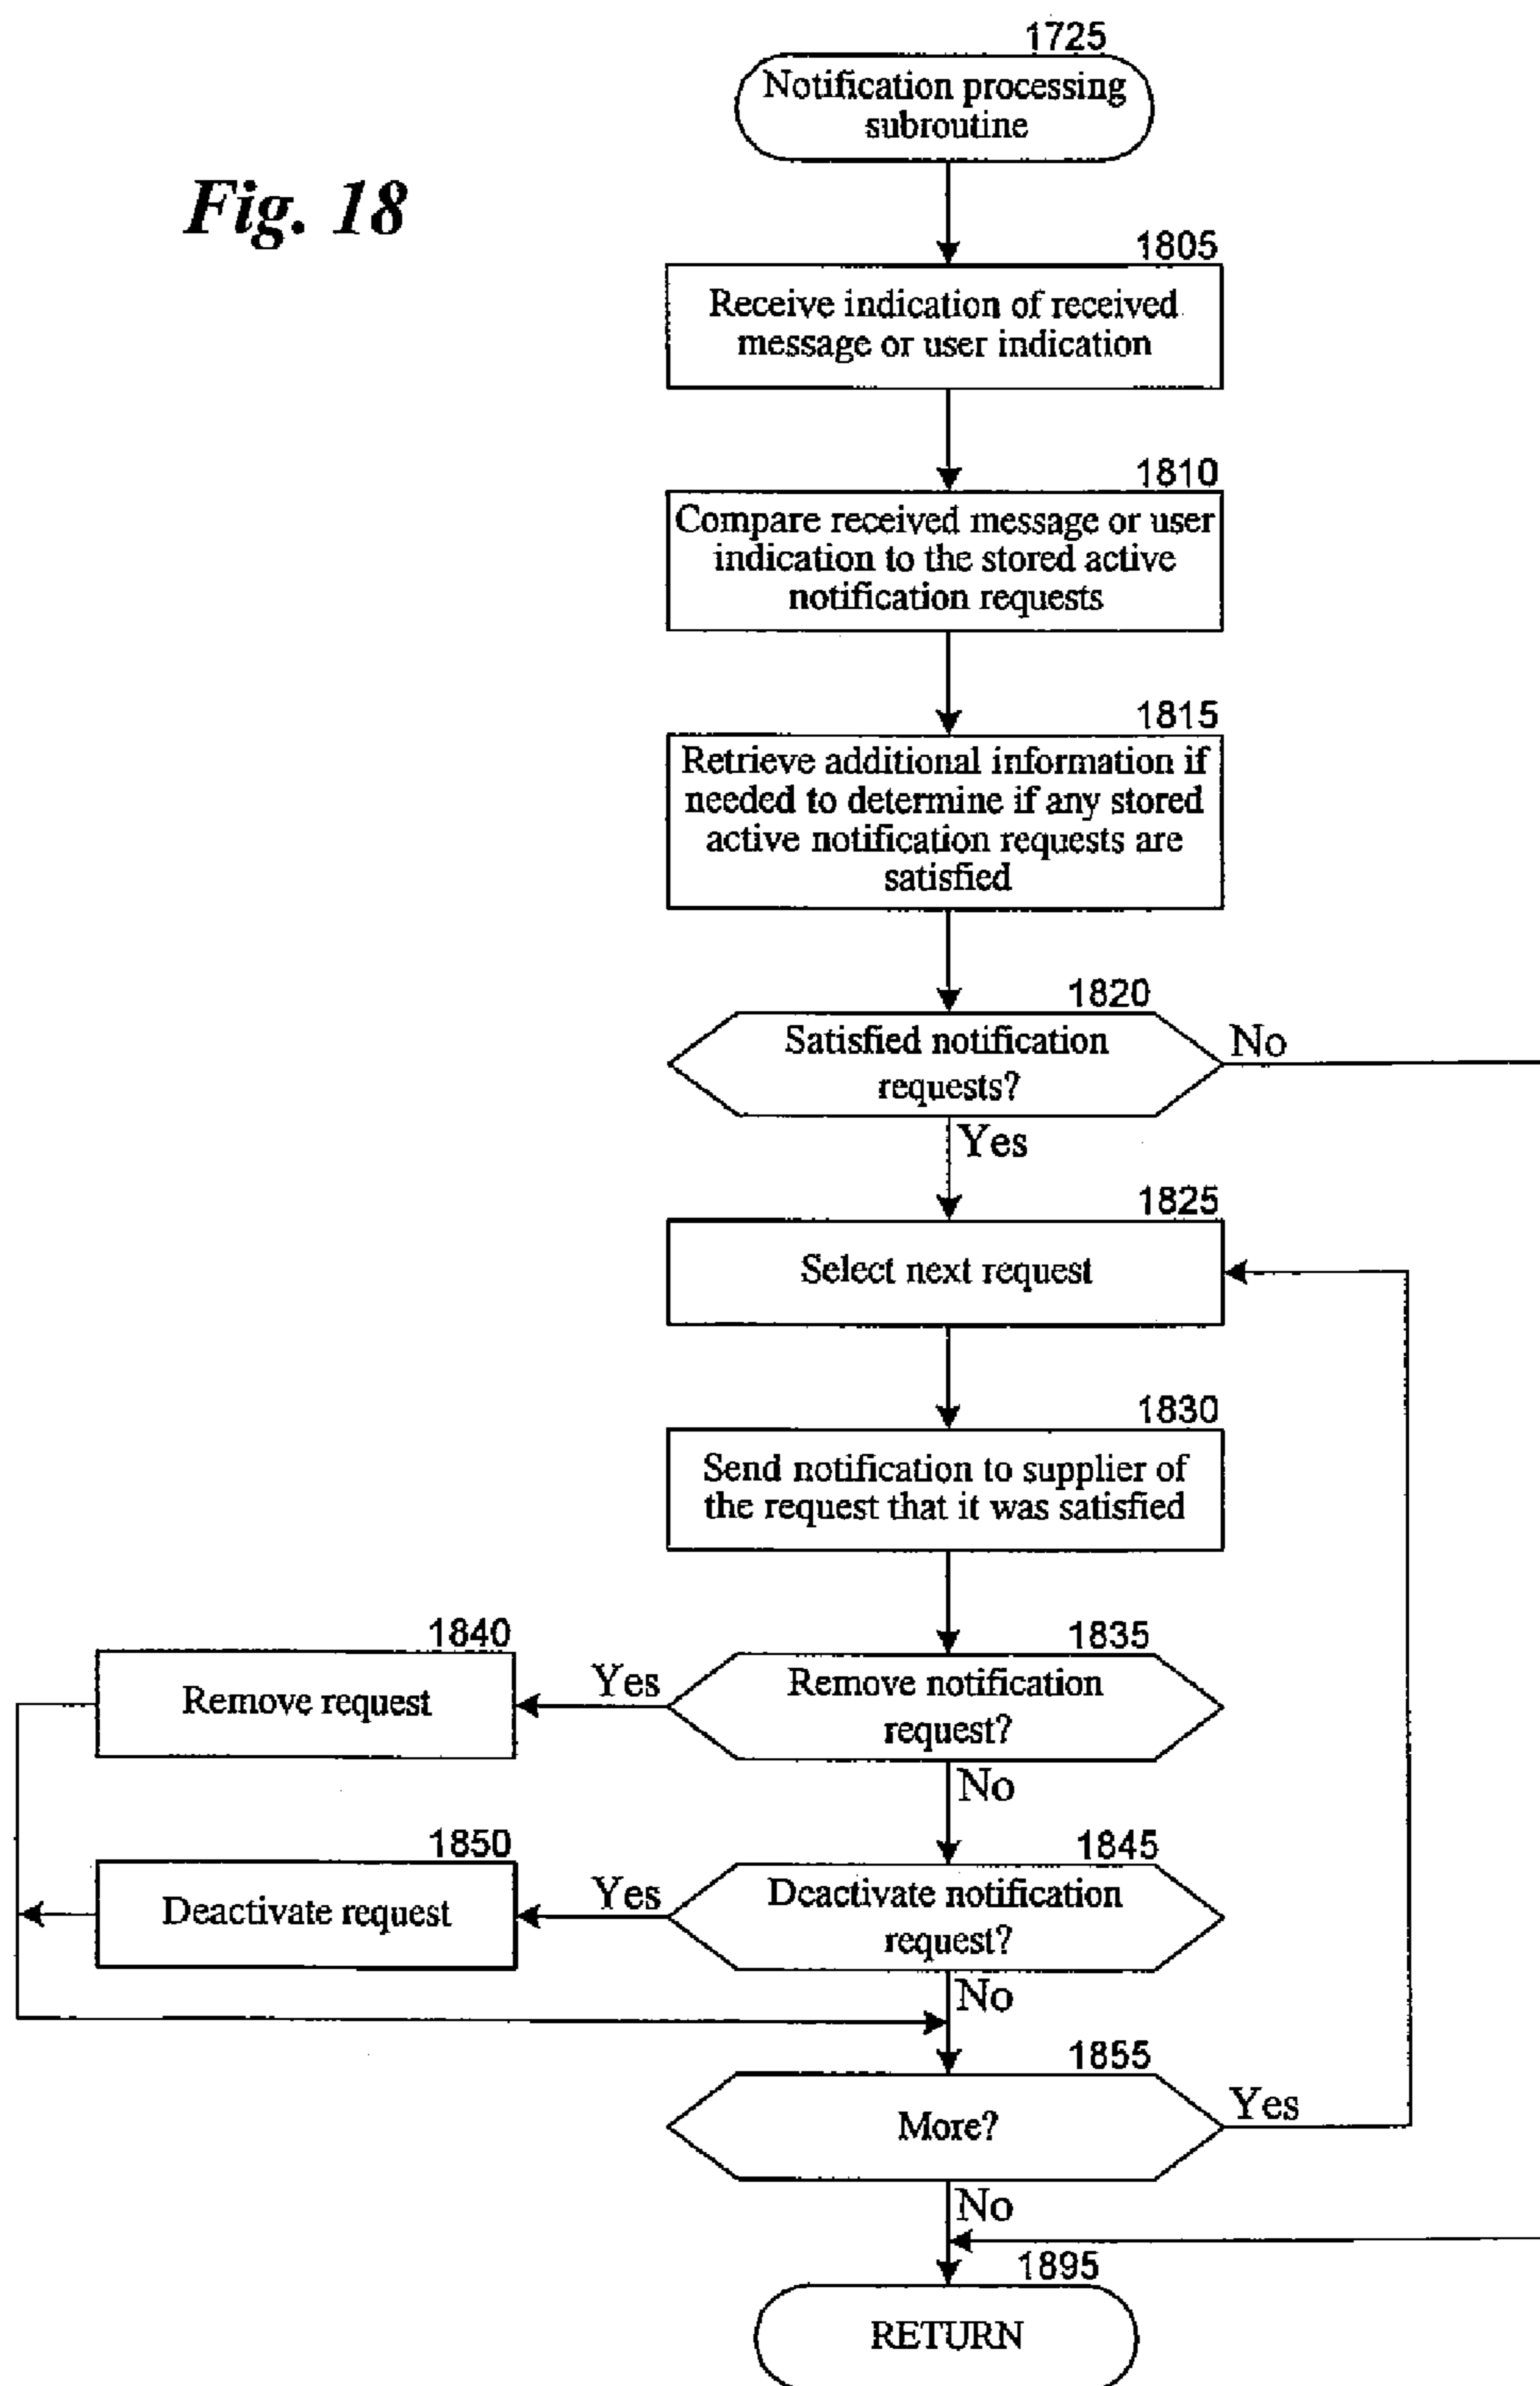 1725
Notification processing
subroutine
Fig. 18
1805
Receive indication of received
message or user indication
1810
Compare received message or user
indication to the stored active
notification requests
1815
Retrieve additional information if
needed to determine if any stored
active notification requests are
satisfied
1820
Satisfied notification
requests?
No
Yes
1825
Select next request
1830
Send notification to supplier of
the request that it was satisfied
1840
Remove request
Yes
1835
Remove notification
request?
No
1850
Deactivate request
Yes
1845
Deactivate notification
request?
No
1855
More?
Yes
No
1895
RETURN